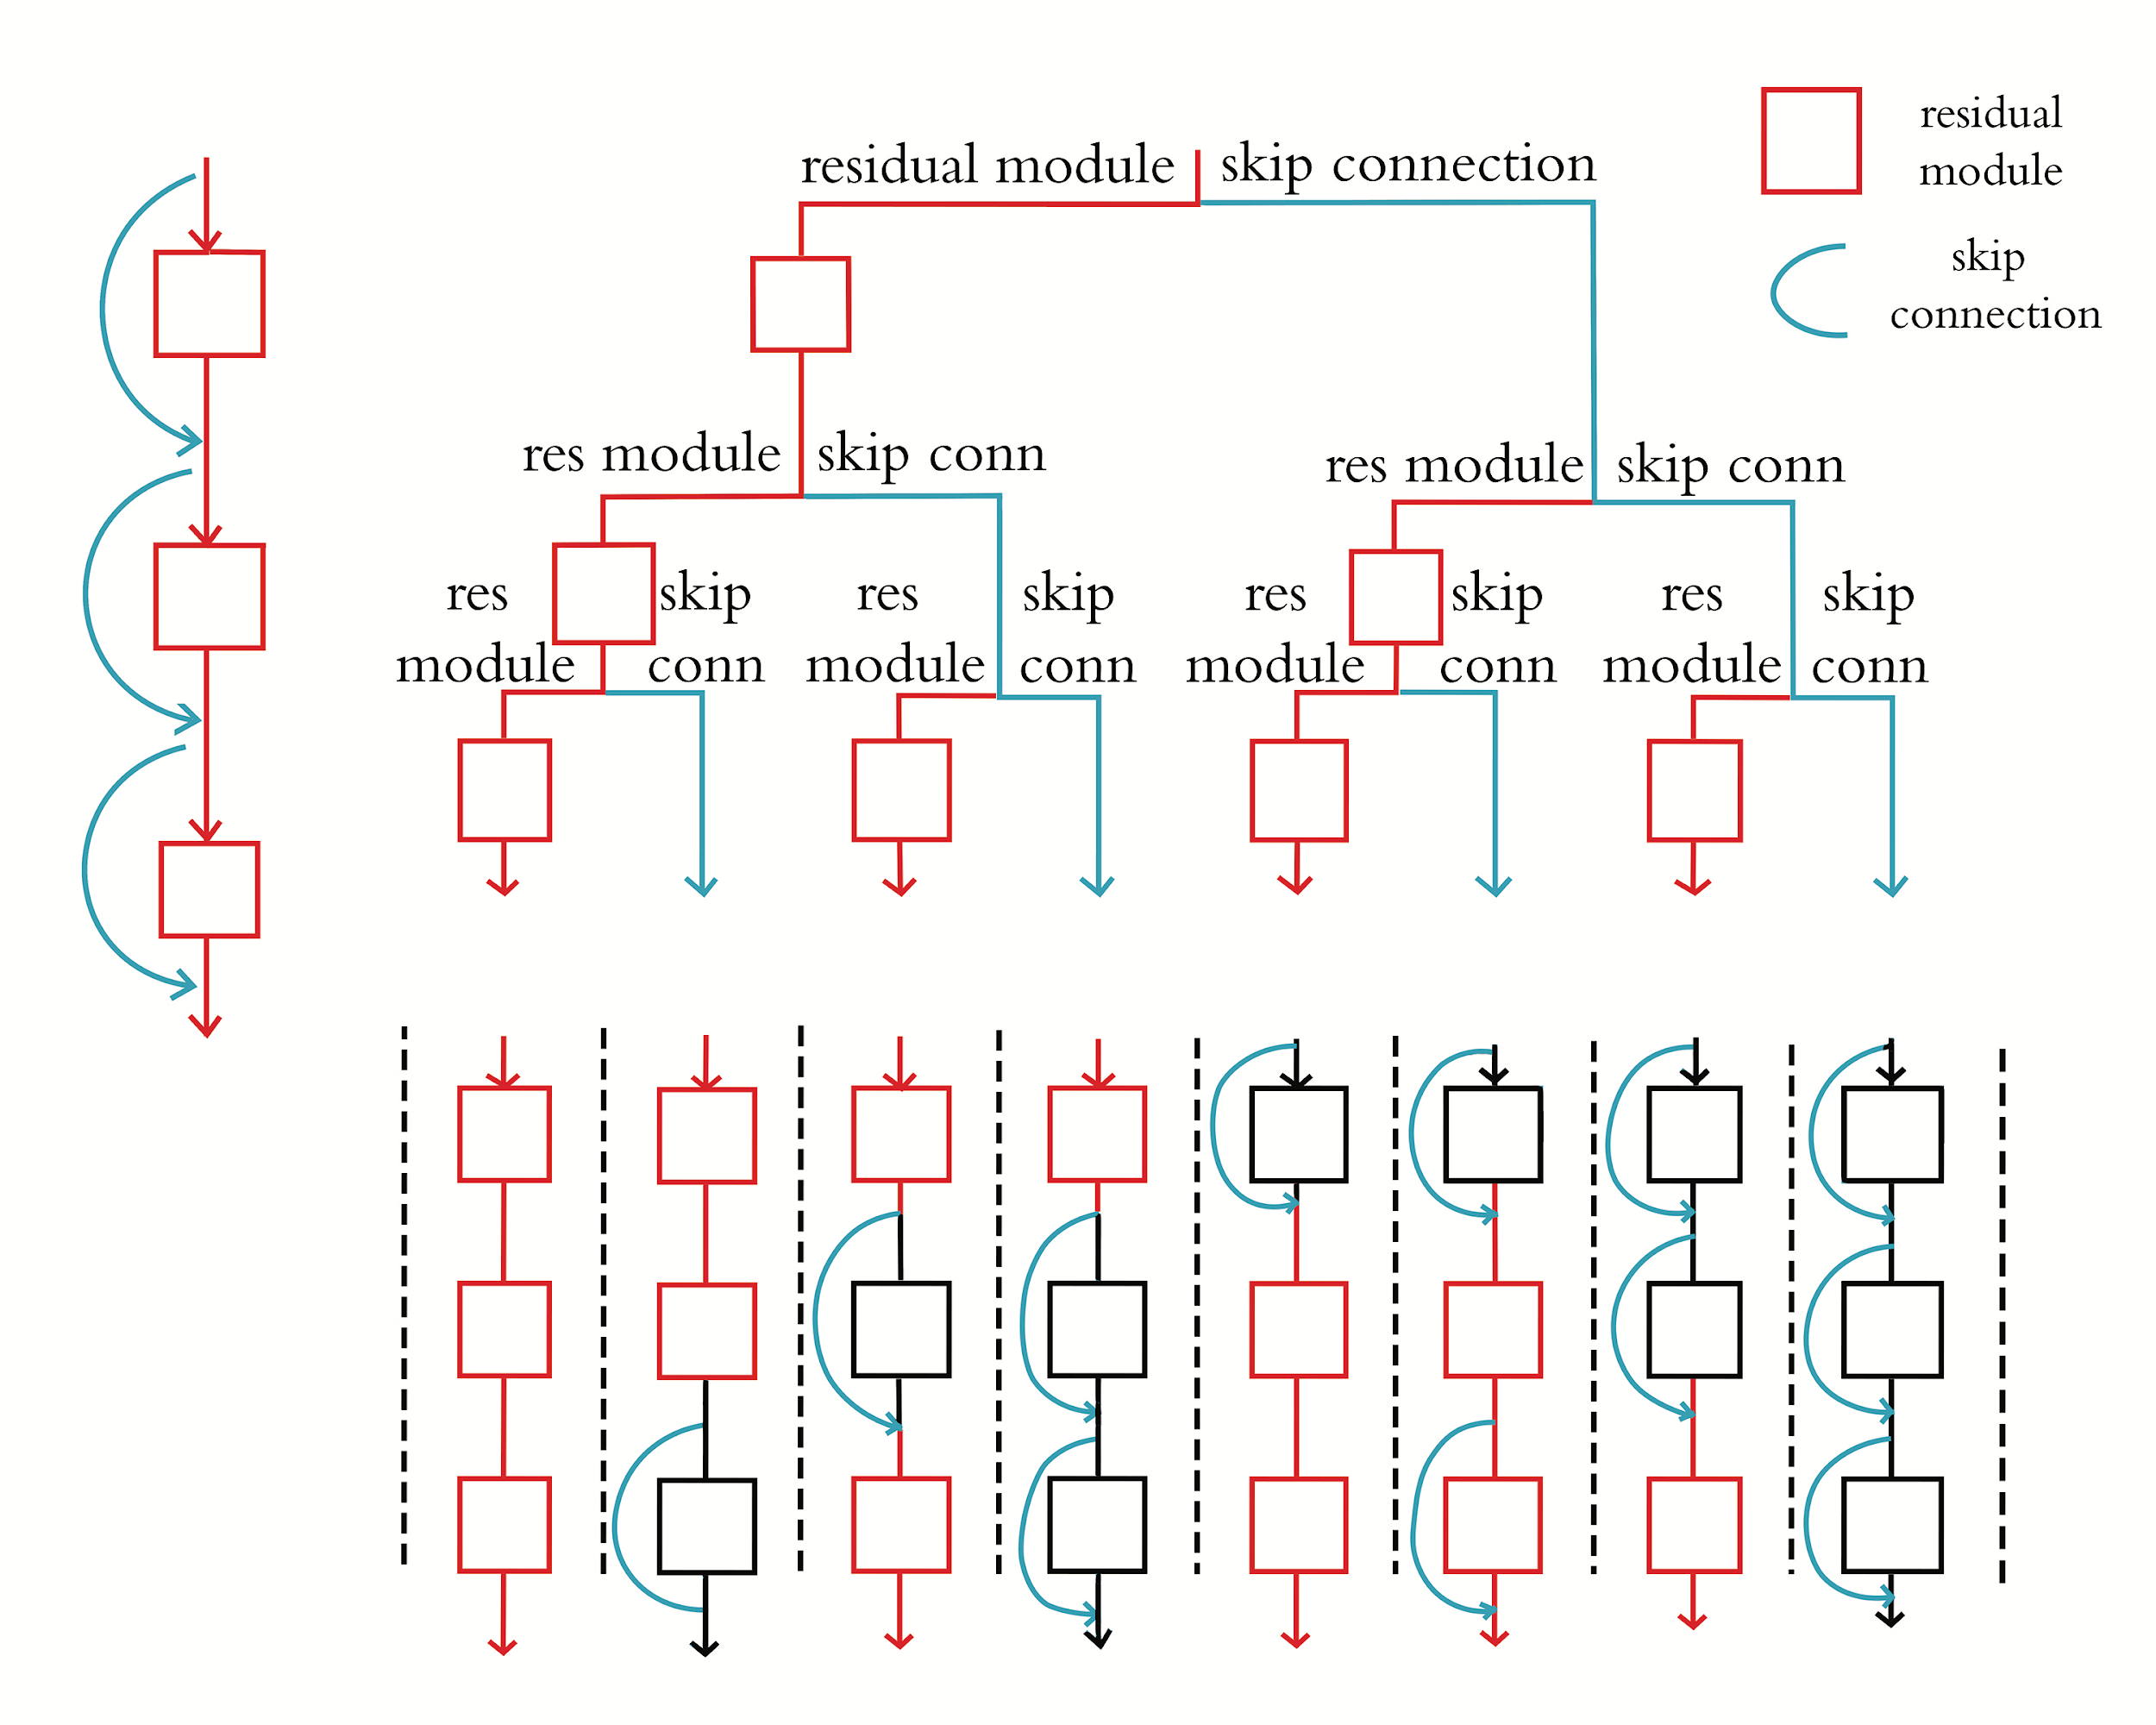 residual module skip connection
residual
module
skip
connection
res module skip conn
res module skip conn
res skip res skip res skip res skip
module conn module conn module conn module conn